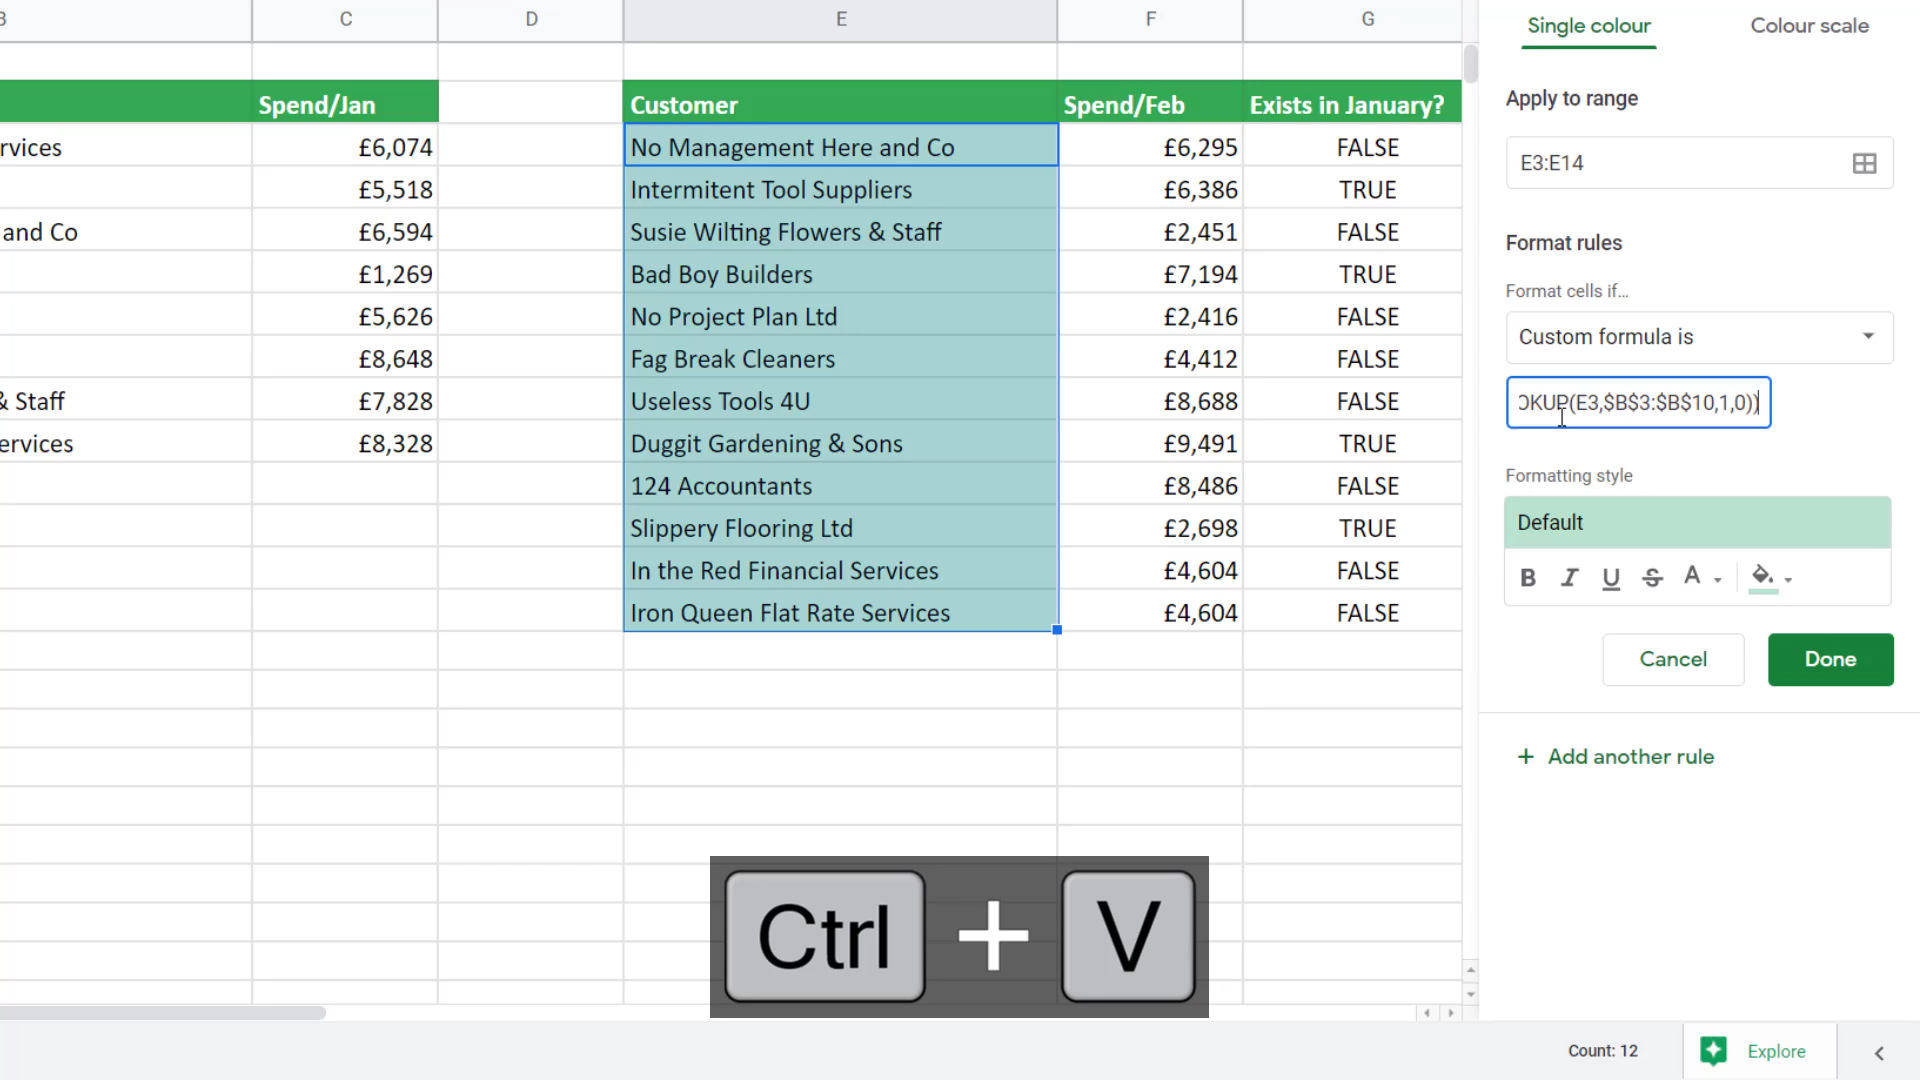 C D E F G
Single colour Colour scale
Apply to range
E3:E14
Format rules
Format cells if...
Custom formula is
OKUP(E3,$B$3:$B$10,1,0))
Formatting style
Default
B I U S A
Cancel Done
+ Add another rule
Spend/Jan Customer Spend/Feb Exists in January?
rvices £6,074 No Management Here and Co £6,295 FALSE
£5,518 Intermitent Tool Suppliers £6,386 TRUE
and Co £6,594 Susie Wilting Flowers & Staff £2,451 FALSE
£1,269 Bad Boy Builders £7,194 TRUE
£5,626 No Project Plan Ltd £2,416 FALSE
£8,648 Fag Break Cleaners £4,412 FALSE
& Staff £7,828 Useless Tools 4U £8,688 FALSE
ervices £8,328 Duggit Gardening & Sons £9,491 TRUE
124 Accountants £8,486 FALSE
Slippery Flooring Ltd £2,698 TRUE
In the Red Financial Services £4,604 FALSE
Iron Queen Flat Rate Services £4,604 FALSE
Ctrl + V
Count: 12 Explore